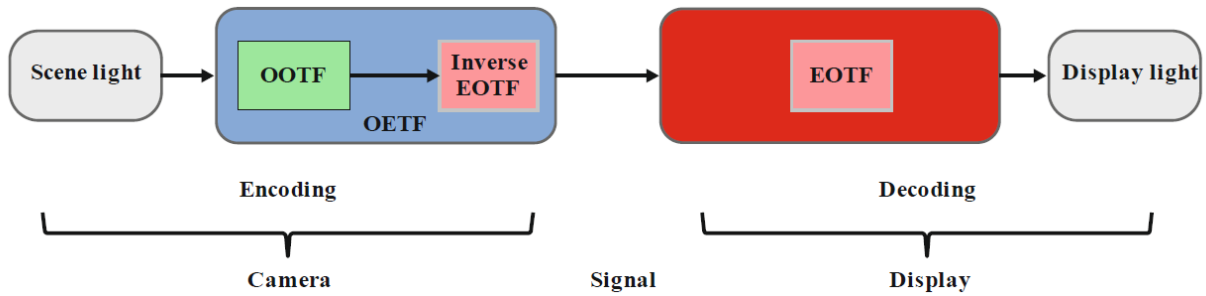 Scene light
OOTF
Inverse
EOTF
OETF
EOTF
Display light
Encoding
Decoding
Camera
Signal
Display